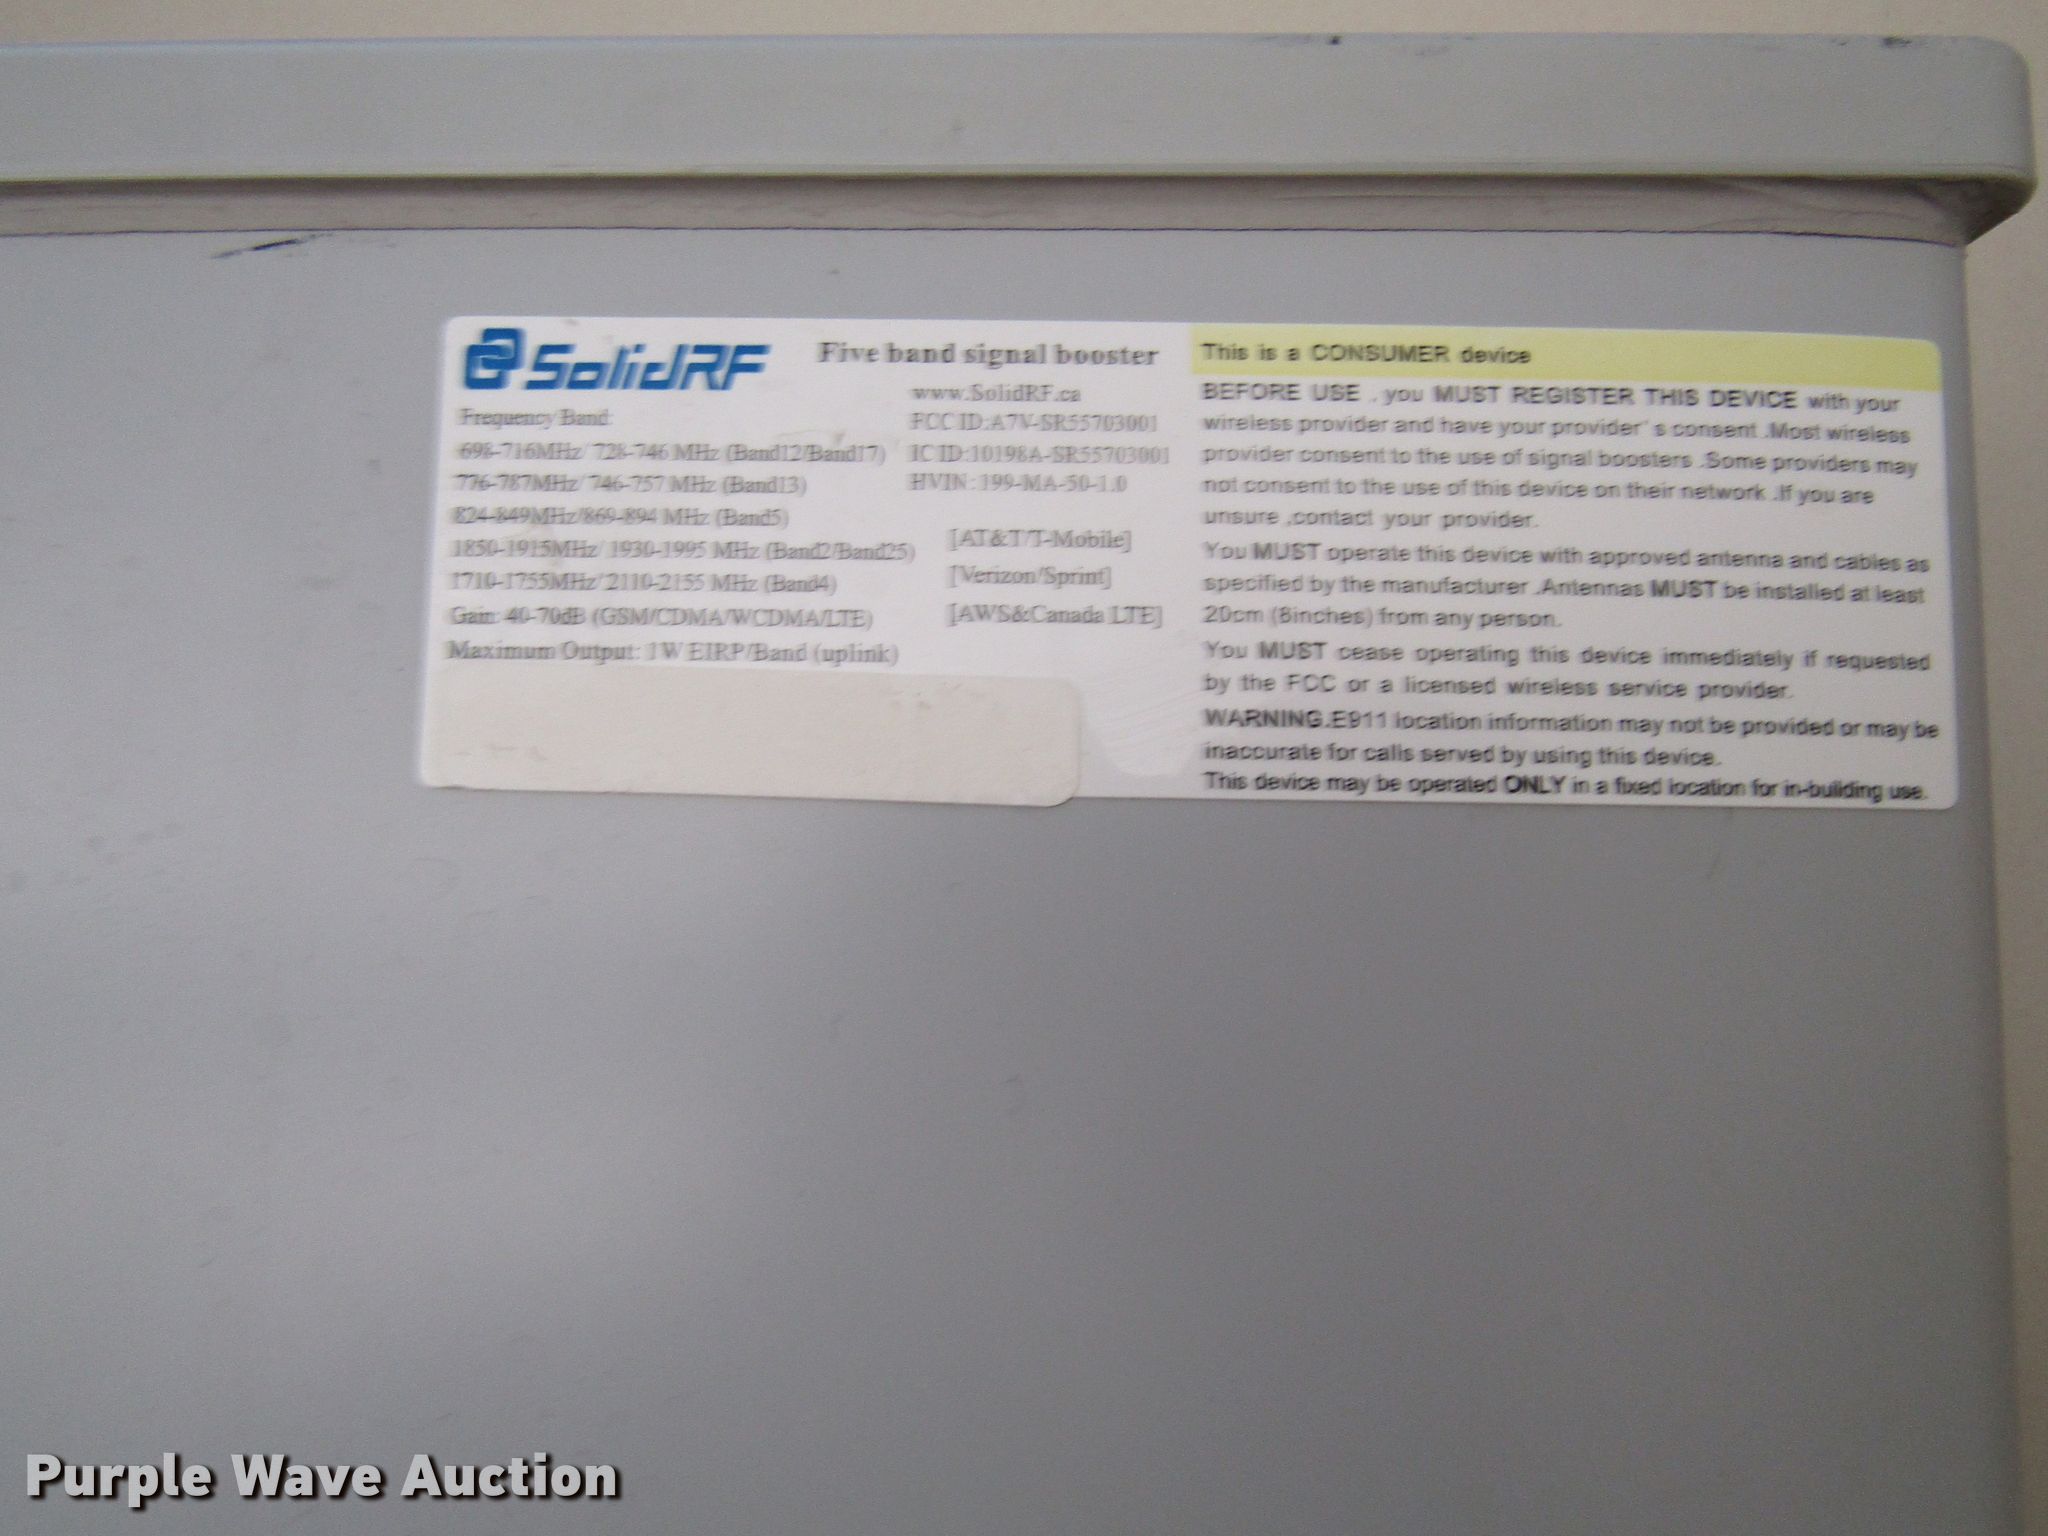 SolidRF
Five band signal booster
www.SolidRF.ca
Frequency Band:
FCC ID:A7V-SR55703001
698-716MHz/ 728-746 MHz (Band12/Band17)
IC ID:10198A-SR55703001
776-787MHz/ 746-757 MHz (Band13)
HVIN: 199-MA-50-1.0
824-849MHz/869-894 MHz (Band5)
1850-1915MHz/ 1930-1995 MHz (Band2/Band25)
[AT&T/T-Mobile]
1710-1755MHz/ 2110-2155 MHz (Band4)
[Verizon/Sprint]
Gain: 40-70dB (GSM/CDMA/WCDMA/LTE)
[AWS&Canada LTE]
Maximum Output: 1W EIRP/Band (uplink)
This is a CONSUMER device
BEFORE USE , you MUST REGISTER THIS DEVICE with your
wireless provider and have your provider's consent .Most wireless
provider consent to the use of signal boosters .Some providers may
not consent to the use of this device on their network .If you are
unsure ,contact your provider.
You MUST operate this device with approved antenna and cables as
specified by the manufacturer .Antennas MUST be installed at least
20cm (8inches) from any person.
You MUST cease operating this device immediately if requested
by the FCC or a licensed wireless service provider.
WARNING.E911 location information may not be provided or may be
inaccurate for calls served by using this device.
This device may be operated ONLY in a fixed location for in-building use.
Purple Wave Auction